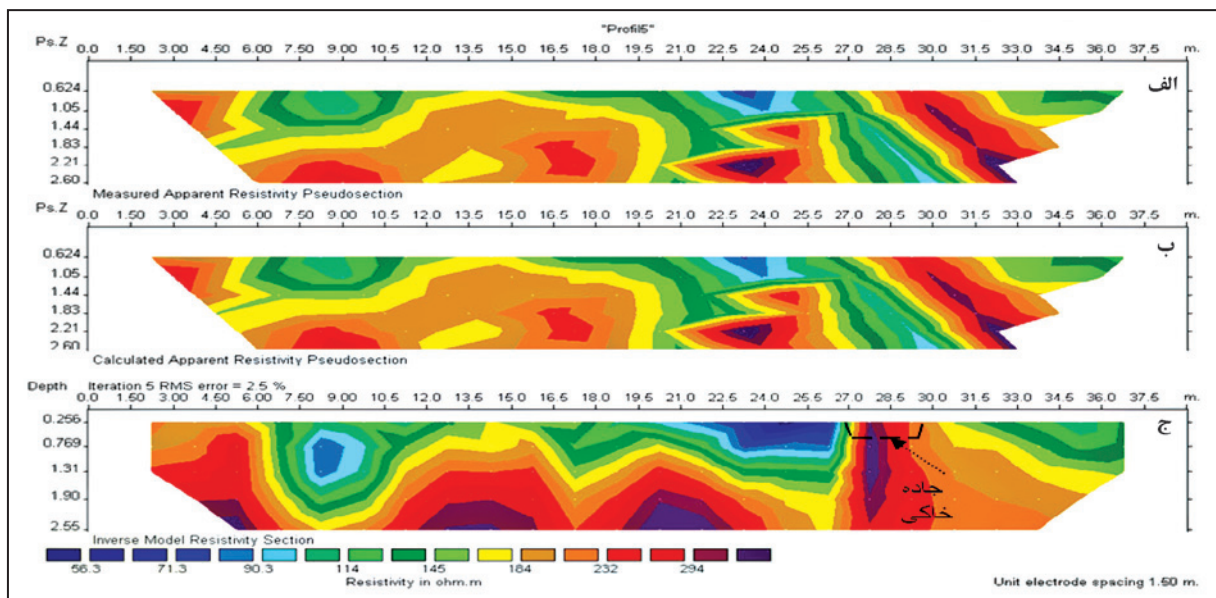 "Profil5"
Ps.Z 0.0 1.50 3.00 4.50 6.00 7.50 9.00 10.5 12.0 13.5 15.0 16.5 18.0 19.5 21.0 22.5 24.0 25.5 27.0 28.5 30.0 31.5 33.0 34.5 36.0 37.5 m.
الف
0.624
1.05
1.44
1.83
2.21
2.60
Measured Apparent Resistivity Pseudosection
Ps.Z 0.0 1.50 3.00 4.50 6.00 7.50 9.00 10.5 12.0 13.5 15.0 16.5 18.0 19.5 21.0 22.5 24.0 25.5 27.0 28.5 30.0 31.5 33.0 34.5 36.0 37.5 m.
ب
0.624
1.05
1.44
1.83
2.21
2.60
Calculated Apparent Resistivity Pseudosection
Depth Iteration 5 RMS error = 2.5 %
0.0 1.50 3.00 4.50 6.00 7.50 9.00 10.5 12.0 13.5 15.0 16.5 18.0 19.5 21.0 22.5 24.0 25.5 27.0 28.5 30.0 31.5 33.0 34.5 36.0 37.5 m.
ج
0.256
0.769
1.31
1.90
2.55
جاده
خاکی
Inverse Model Resistivity Section
56.3 71.3 90.3 114 145 184 232 294
Resistivity in ohm.m
Unit electrode spacing 1.50 m.